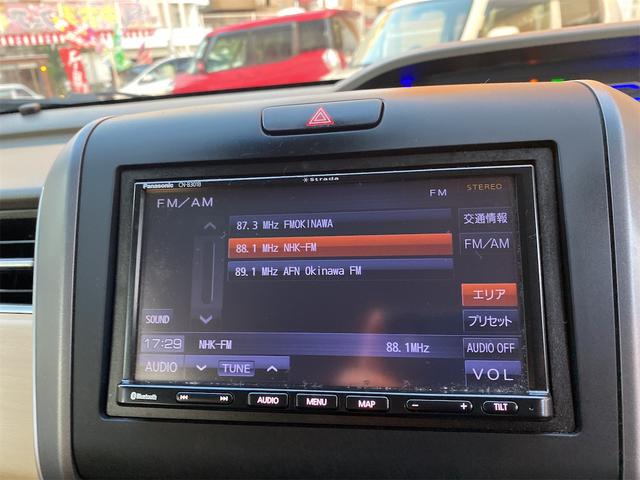 Panasonic CN-B301B
Strada
FM/AM
FM STEREO
87.3 MHz FMOKINAWA
88.1 MHz NHK-FM
89.1 MHz AFN Okinawa FM
交通情報
FM/AM
エリア
プリセット
SOUND
17:29 NHK-FM 88.1MHz AUDIO OFF
AUDIO TUNE VOL
Bluetooth AUDIO MENU MAP − + TILT